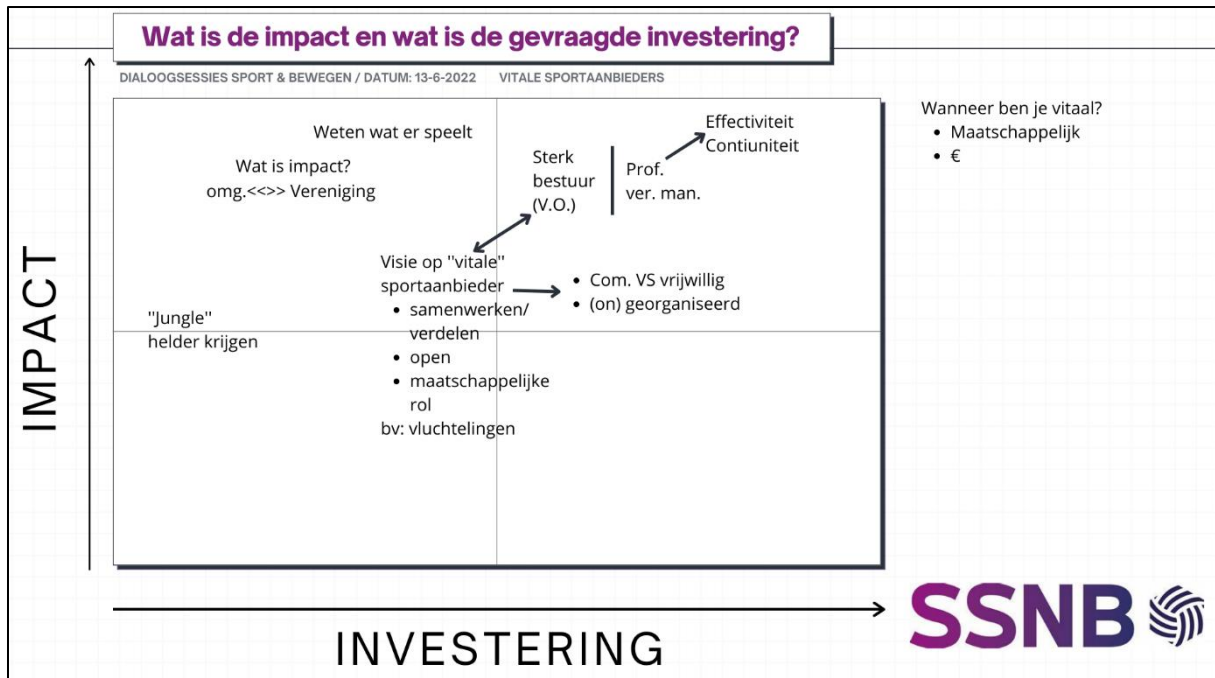 Wat is de impact en wat is de gevraagde investering?
DIALOOGSESSIES SPORT & BEWEGEN / DATUM: 13-6-2022 VITALE SPORTAANBIEDERS
Weten wat er speelt
Wat is impact?
omg.<<>> Vereniging
Sterk
bestuur
(V.O.)
Prof.
ver. man.
Effectiviteit
Contiuniteit
Wanneer ben je vitaal?
• Maatschappelijk
• €
Visie op "vitale"
sportaanbieder
• samenwerken/
verdelen
• open
• maatschappelijke
rol
bv: vluchtelingen
• Com. VS vrijwillig
• (on) georganiseerd
"Jungle"
helder krijgen
IMPACT
INVESTERING
SSNB